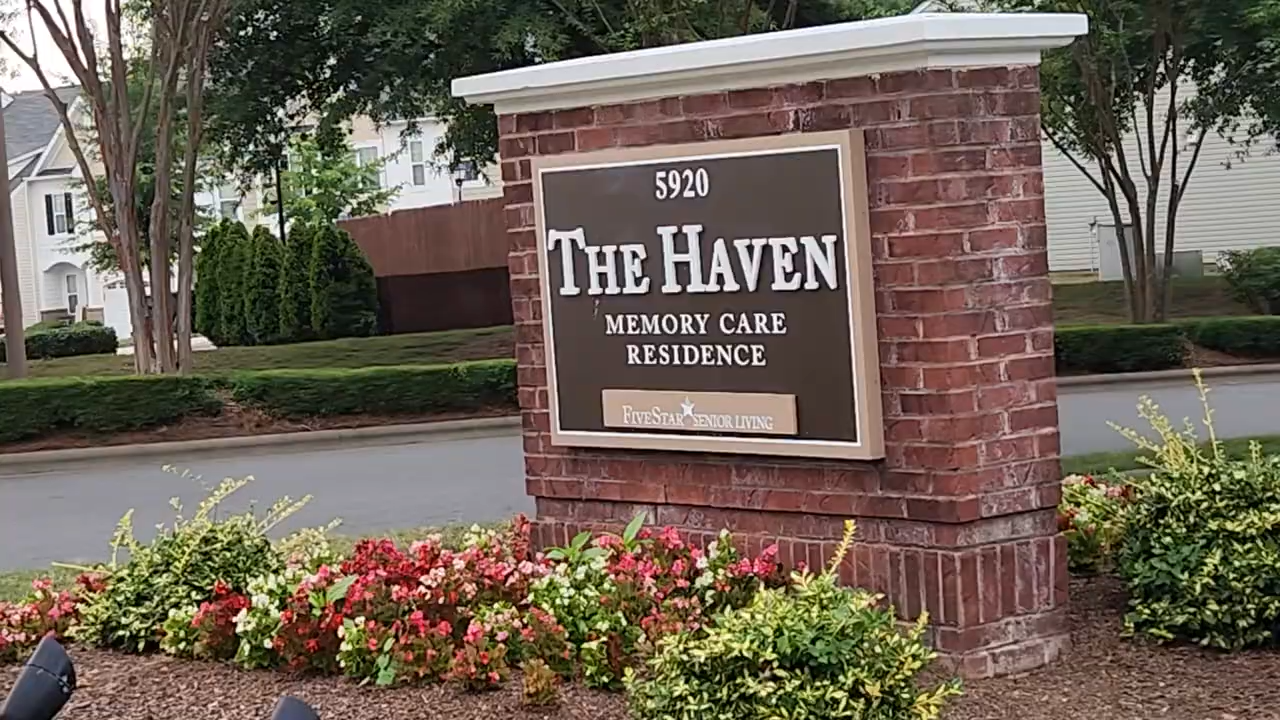 5920
THE HAVEN
MEMORY CARE
RESIDENCE
FIVESTAR SENIOR LIVING